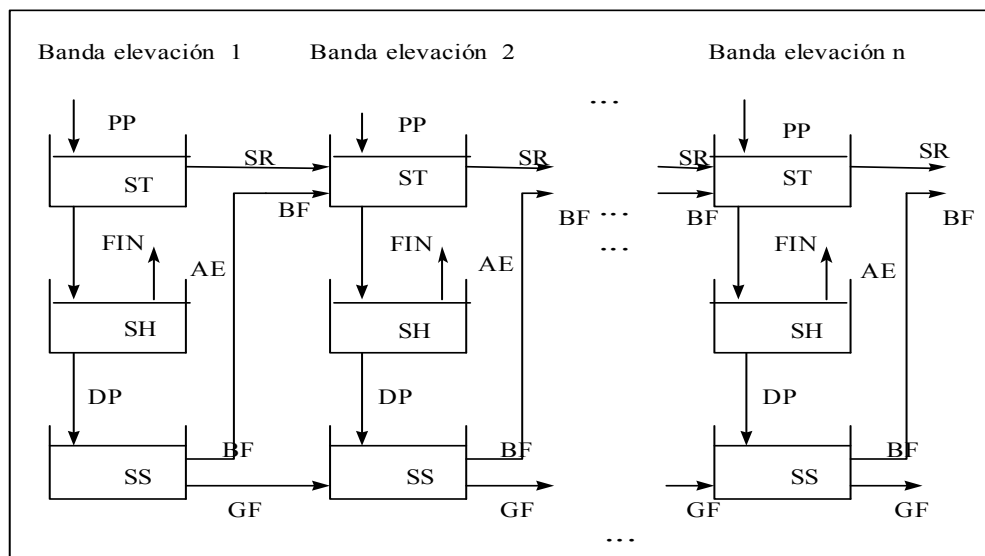 Banda elevación 1 Banda elevación 2 Banda elevación n
...
PP PP PP
SR SR SR SR
ST ST ST
BF BF BF BF
...
FIN FIN ... FIN
AE AE AE
SH SH SH
DP DP DP
BF BF BF
SS SS SS
GF GF GF GF
...